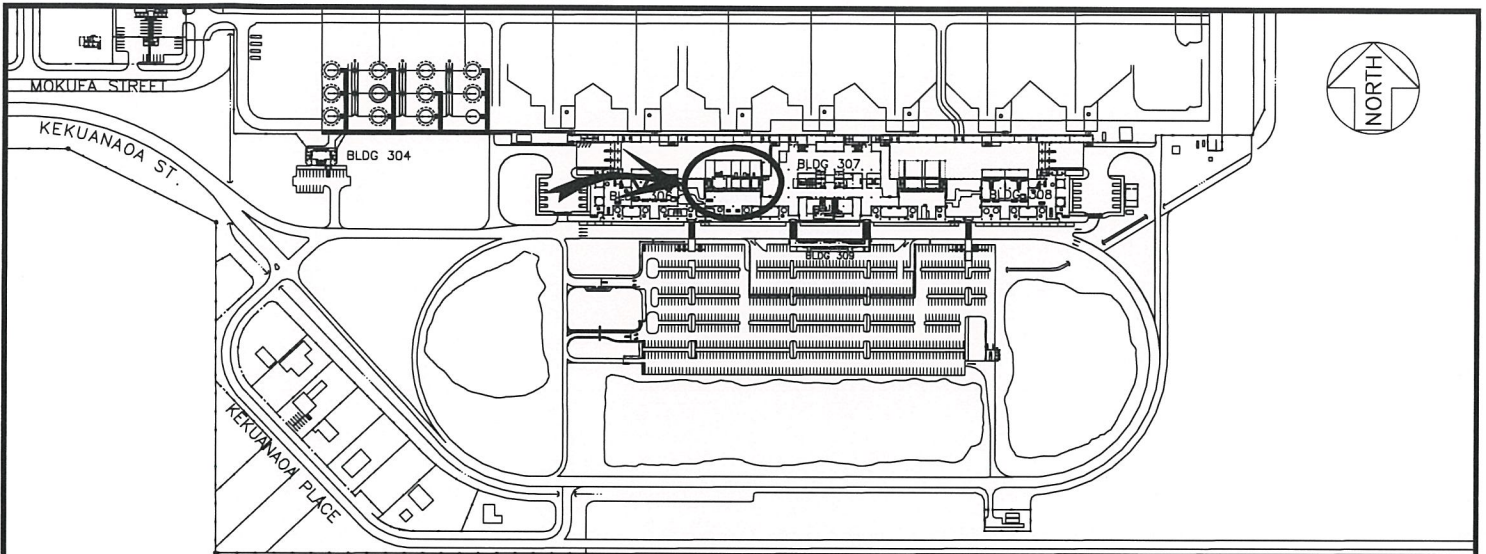 MOKUEA STREET
NORTH
KEKUANAOA ST.
BLDG 304
BLDG 307
BLDG 308
BLDG 309
KEKUANAOA PLACE